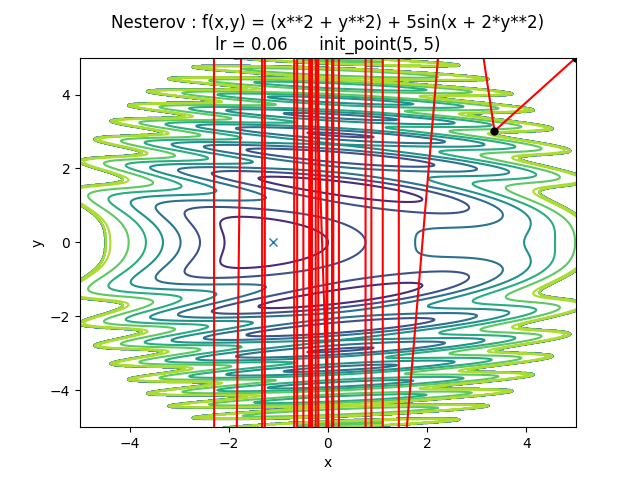 Nesterov : f(x,y) = (x**2 + y**2) + 5sin(x + 2*y**2)
lr = 0.06 init_point(5, 5)
4
2
0
−2
−4
y
−4 −2 0 2 4
x